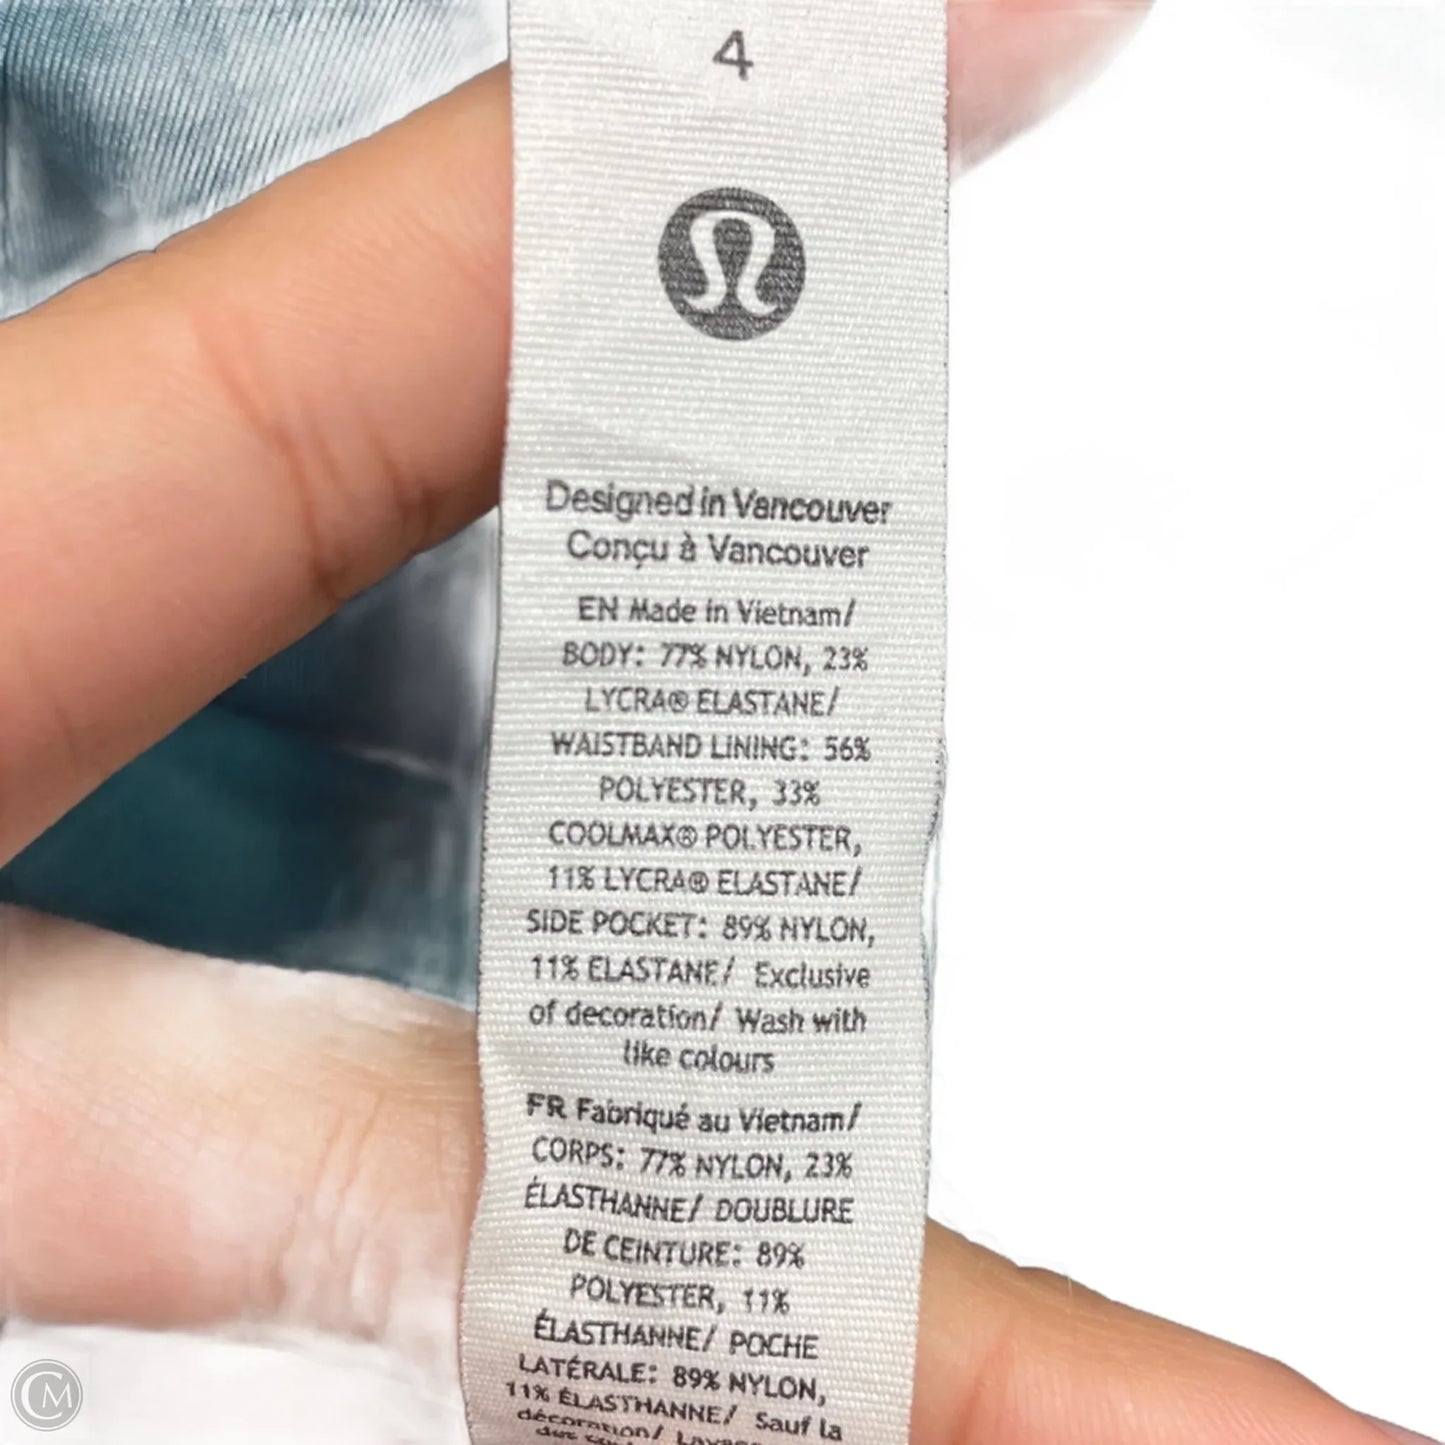 4
Designed in Vancouver
Conçu à Vancouver
EN Made in Vietnam/
BODY: 77% NYLON, 23%
LYCRA® ELASTANE/
WAISTBAND LINING: 56%
POLYESTER, 33%
COOLMAX® POLYESTER,
11% LYCRA® ELASTANE/
SIDE POCKET: 89% NYLON,
11% ELASTANE/ Exclusive
of decoration/ Wash with
like colours
FR Fabriqué au Vietnam/
CORPS: 77% NYLON, 23%
ÉLASTHANNE/ DOUBLURE
DE CEINTURE: 89%
POLYESTER, 11%
ÉLASTHANNE/ POCHE
LATÉRALE: 89% NYLON,
11% ÉLASTHANNE/ Sauf la
décoration/
CM